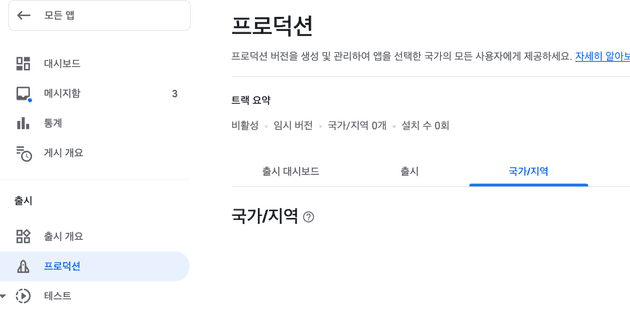 모든 앱
대시보드
메시지함 3
통계
게시 개요
출시
출시 개요
프로덕션
테스트
프로덕션
프로덕션 버전을 생성 및 관리하여 앱을 선택한 국가의 모든 사용자에게 제공하세요. 자세히 알아보
트랙 요약
비활성 • 임시 버전 • 국가/지역 0개 • 설치 수 0회
출시 대시보드 출시 국가/지역
국가/지역